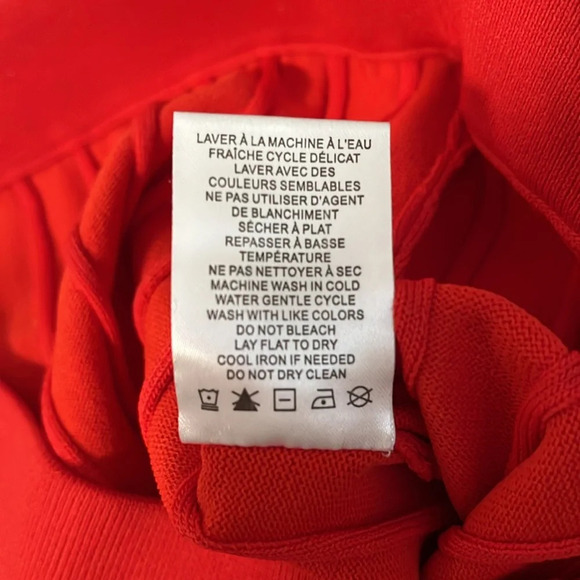 LAVER À LA MACHINE À L'EAU
FRAÎCHE CYCLE DÉLICAT
LAVER AVEC DES
COULEURS SEMBLABLES
NE PAS UTILISER D'AGENT
DE BLANCHIMENT
SÉCHER À PLAT
REPASSER À BASSE
TEMPÉRATURE
NE PAS NETTOYER À SEC
MACHINE WASH IN COLD
WATER GENTLE CYCLE
WASH WITH LIKE COLORS
DO NOT BLEACH
LAY FLAT TO DRY
COOL IRON IF NEEDED
DO NOT DRY CLEAN